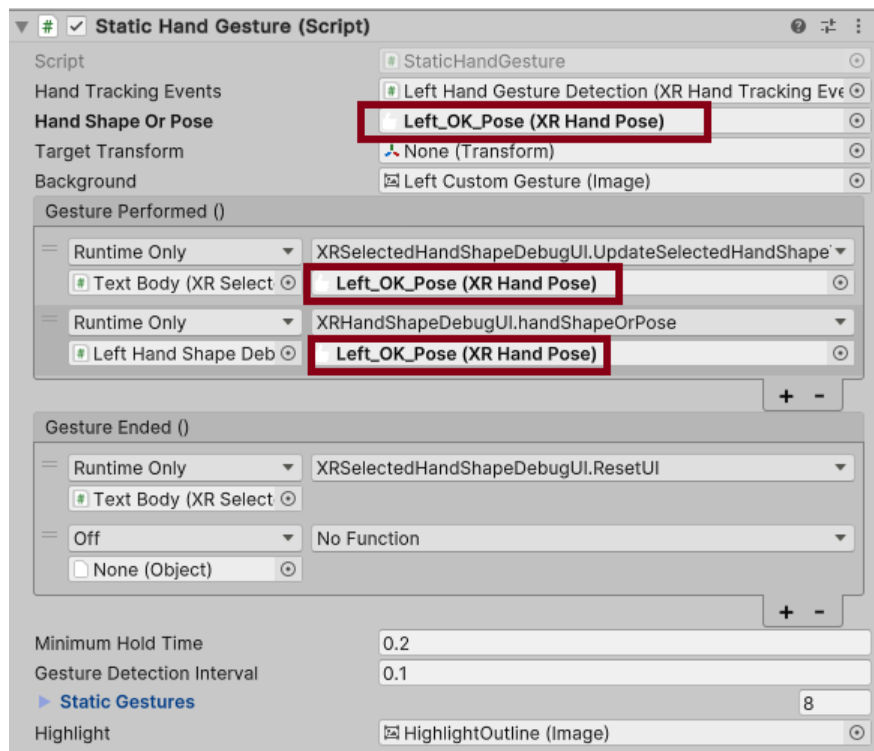 Static Hand Gesture (Script)
Script StaticHandGesture
Hand Tracking Events Left Hand Gesture Detection (XR Hand Tracking Eve
Hand Shape Or Pose Left_OK_Pose (XR Hand Pose)
Target Transform None (Transform)
Background Left Custom Gesture (Image)
Gesture Performed ()
Runtime Only XRSelectedHandShapeDebugUI.UpdateSelectedHandShape
Text Body (XR Select Left_OK_Pose (XR Hand Pose)
Runtime Only XRHandShapeDebugUI.handShapeOrPose
Left Hand Shape Deb Left_OK_Pose (XR Hand Pose)
+ -
Gesture Ended ()
Runtime Only XRSelectedHandShapeDebugUI.ResetUI
Text Body (XR Select
Off No Function
None (Object)
+ -
Minimum Hold Time 0.2
Gesture Detection Interval 0.1
Static Gestures 8
Highlight HighlightOutline (Image)